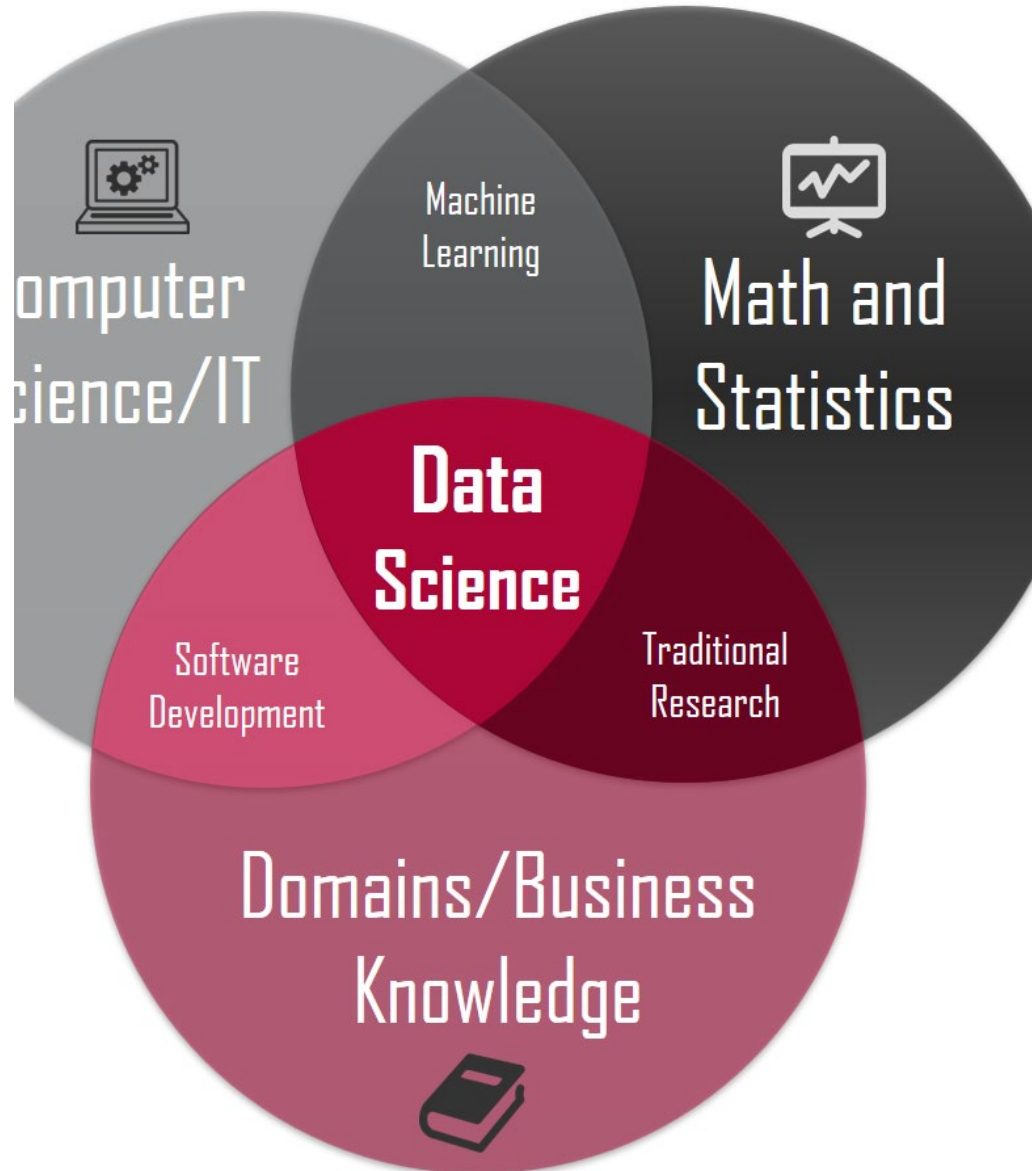 Machine
Learning
omputer
cience/IT
Math and
Statistics
Data
Science
Software
Development
Traditional
Research
Domains/Business
Knowledge